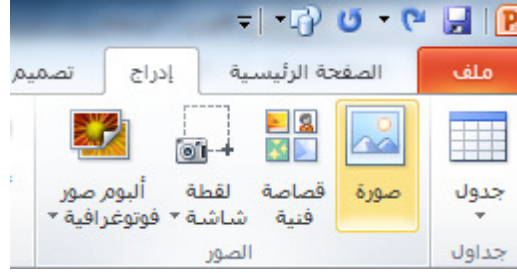 ملف
الصفحة الرئيسية
إدراج
تصميم
جدول
صورة
قصاصة
فنية
لقطة
شاشة
ألبوم صور
فوتوغرافية
جداول
الصور